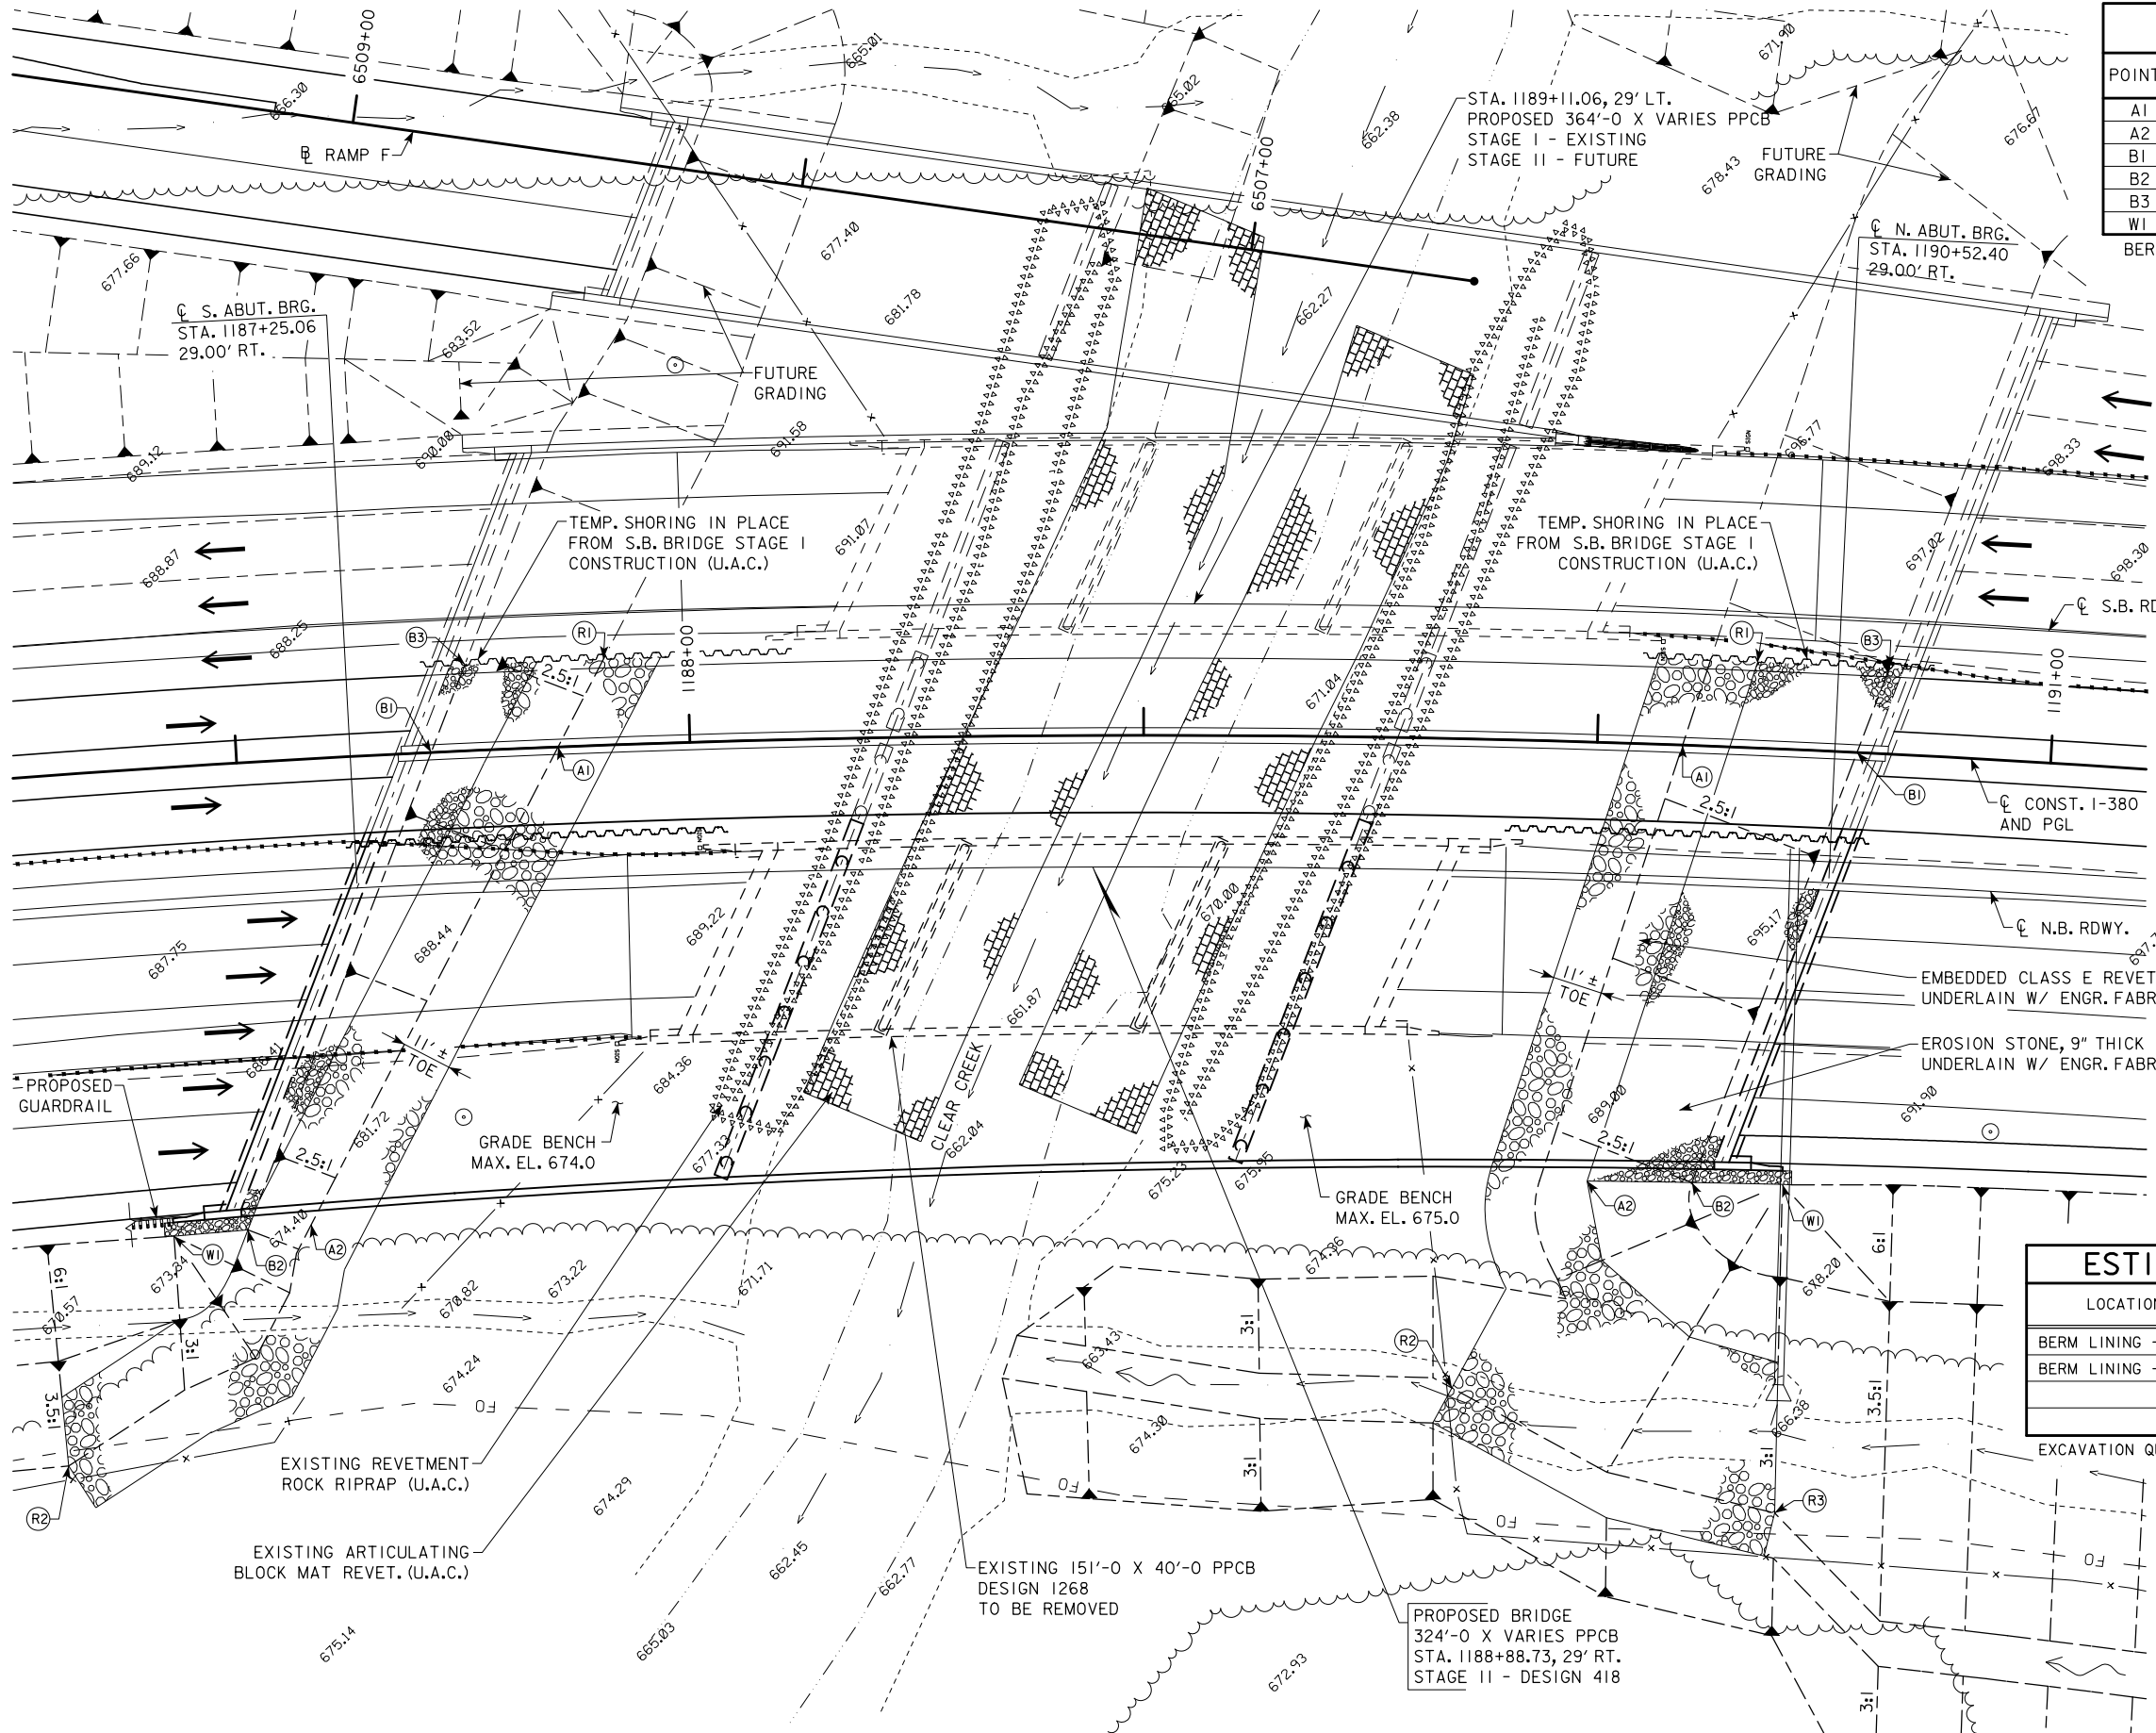 6509+00
666.30
665.01
665.02
662.38
671.90
676.67
678.43
℄ RAMP F
6507+00
STA. 1189+11.06, 29' LT.
PROPOSED 364'-0 X VARIES PPCB
STAGE I - EXISTING
STAGE II - FUTURE
FUTURE
GRADING
POINT
A1
A2
B1
B2
B3
W1
BER
℄ N. ABUT. BRG.
STA. 1190+52.40
29.00' RT.
677.66
677.40
681.78
662.27
℄ S. ABUT. BRG.
STA. 1187+25.06
29.00' RT.
683.52
FUTURE
GRADING
689.12
690.00
691.58
696.77
698.33
TEMP. SHORING IN PLACE
FROM S.B. BRIDGE STAGE I
CONSTRUCTION (U.A.C.)
691.07
TEMP. SHORING IN PLACE
FROM S.B. BRIDGE STAGE I
CONSTRUCTION (U.A.C.)
697.02
698.30
688.87
℄ S.B. RD
688.25
B3
R1
1188+00
R1
B3
1191+00
2.5:1
671.04
B1
A1
A1
B1
2.5:1
℄ CONST. I-380
AND PGL
670.00
695.17
℄ N.B. RDWY.
687.75
688.44
689.22
661.87
11'±
TOE
EMBEDDED CLASS E REVET
UNDERLAIN W/ ENGR. FABR
688.41
11'±
TOE
684.36
EROSION STONE, 9" THICK
UNDERLAIN W/ ENGR. FABR
PROPOSED
GUARDRAIL
681.72
GRADE BENCH
MAX. EL. 674.0
CLEAR CREEK
662.04
689.00
691.90
2.5:1
677.33
675.23
675.95
2.5:1
GRADE BENCH
MAX. EL. 675.0
A2
B2
W1
674.40
W1
B2
A2
673.84
6:1
670.57
670.82
673.22
671.71
674.36
6:1
678.20
ESTI
LOCATION
BERM LINING -
BERM LINING -
EXCAVATION Q
3:1
3.5:1
674.24
FO
663.43
3:1
R2
3.5:1
666.38
674.30
3:1
3:1
EXISTING REVETMENT
ROCK RIPRAP (U.A.C.)
674.29
FO
R3
R2
FO
FO
EXISTING ARTICULATING
BLOCK MAT REVET. (U.A.C.)
662.45
662.77
EXISTING 151'-0 X 40'-0 PPCB
DESIGN 1268
TO BE REMOVED
PROPOSED BRIDGE
324'-0 X VARIES PPCB
STA. 1188+88.73, 29' RT.
STAGE II - DESIGN 418
675.14
665.03
672.93
3:1